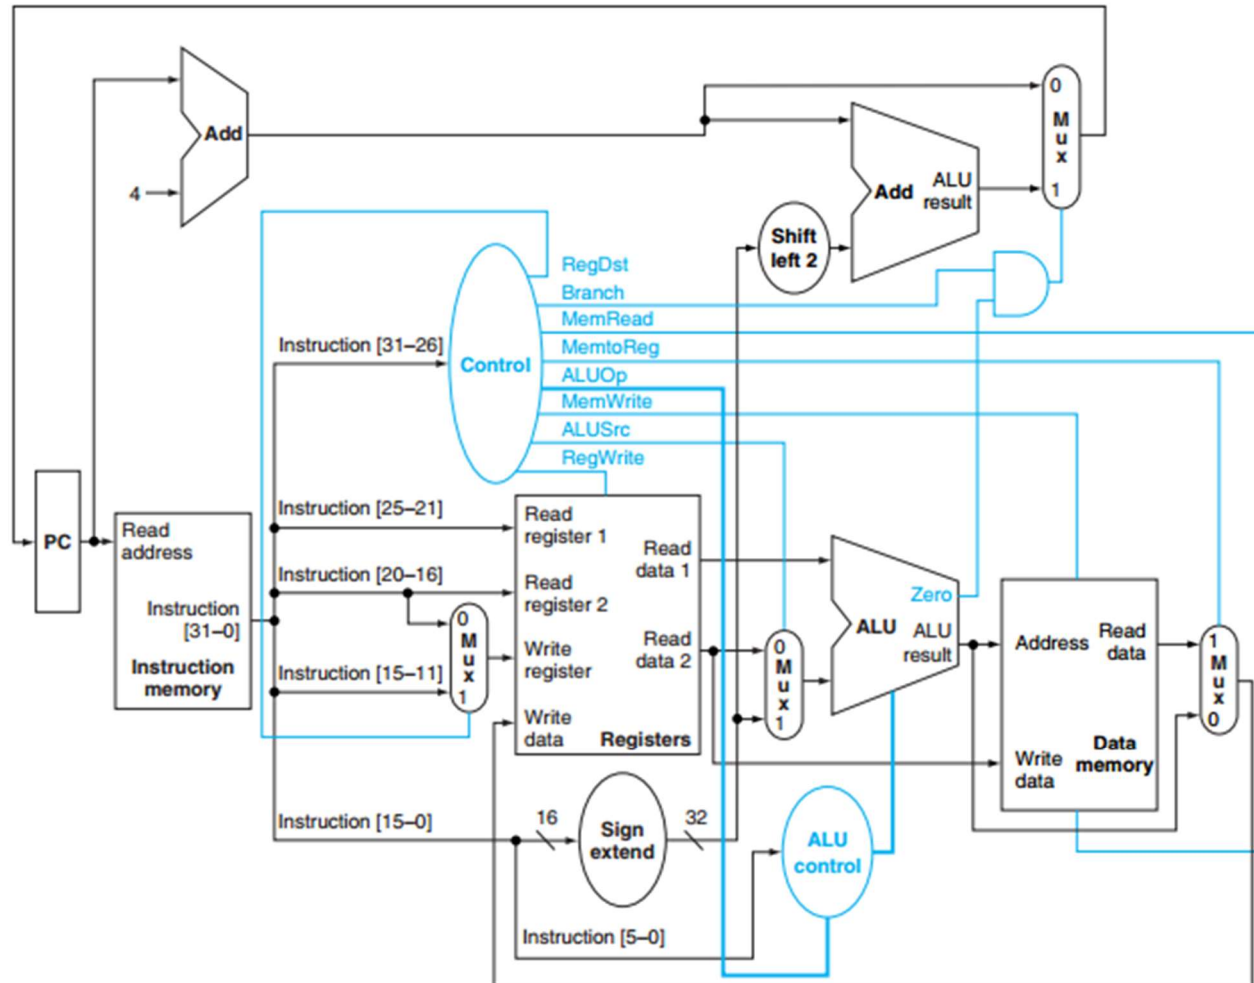 Add
4
0
M
u
x
1
Add
ALU
result
Shift
left 2
RegDst
Branch
MemRead
MemtoReg
ALUOp
MemWrite
ALUSrc
RegWrite
Control
Instruction [31–26]
PC
Read
address
Instruction
[31–0]
Instruction
memory
Instruction [25–21]
Instruction [20–16]
Instruction [15–11]
0
M
u
x
1
Read
register 1
Read
register 2
Write
register
Write
data
Read
data 1
Read
data 2
Registers
0
M
u
x
1
Zero
ALU
ALU
result
Address
Read
data
Write
data
Data
memory
1
M
u
x
0
Instruction [15–0]
16
Sign
extend
32
ALU
control
Instruction [5–0]